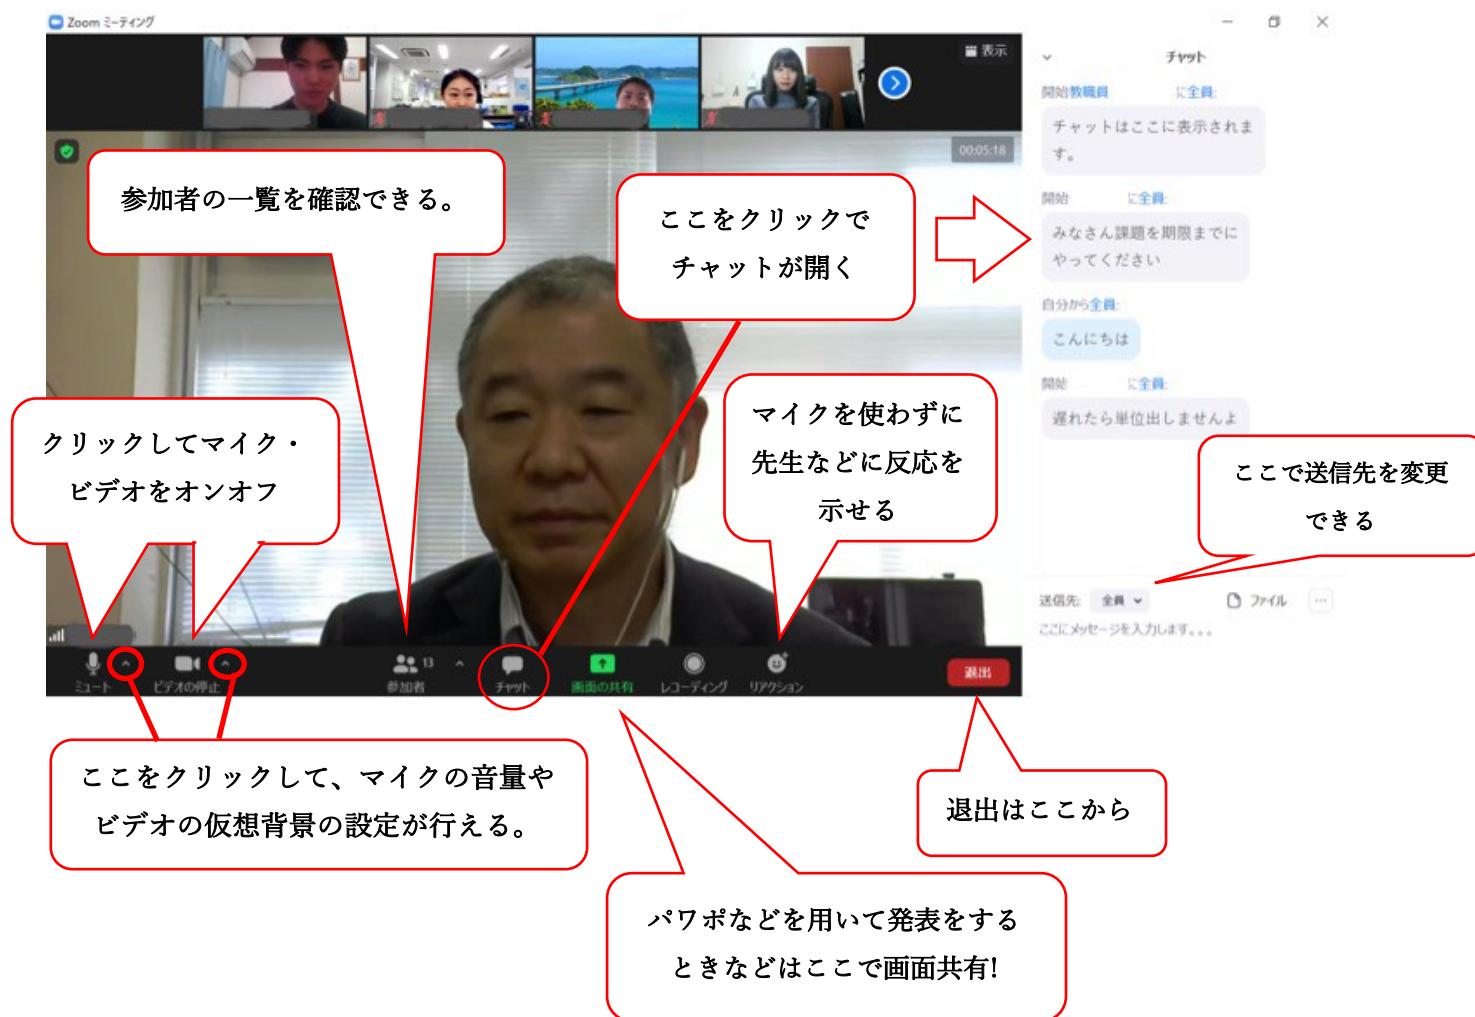 Zoom ミーティング
表示
チャット
00:05:18
開始教職員 に全員:
チャットはここに表示されま
す。
開始 に全員:
みなさん課題を期限までに
やってください
自分から全員:
こんにちは
開始 に全員:
遅れたら単位出しませんよ
参加者の一覧を確認できる。
ここをクリックで
チャットが開く
クリックしてマイク・
ビデオをオンオフ
マイクを使わずに
先生などに反応を
示せる
ここで送信先を変更
できる
送信先: 全員 ファイル ...
ここにメッセージを入力します。。。
ミュート ビデオの停止 参加者 13 チャット 画面の共有 レコーディング リアクション 退出
ここをクリックして、マイクの音量や
ビデオの仮想背景の設定が行える。
退出はここから
パワポなどを用いて発表をする
ときなどはここで画面共有!